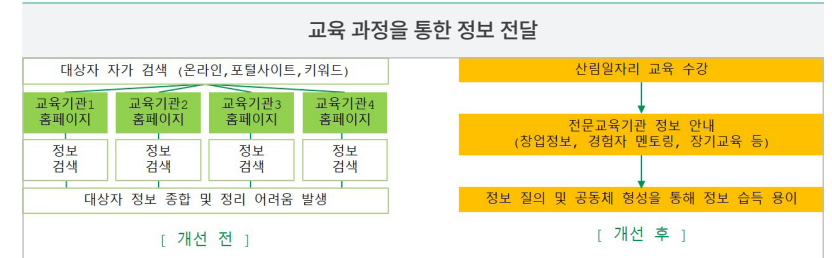 교육 과정을 통한 정보 전달
대상자 자가 검색 (온라인,포털사이트,키워드)
교육기관1
홈페이지
교육기관2
홈페이지
교육기관3
홈페이지
교육기관4
홈페이지
정보
검색
정보
검색
정보
검색
정보
검색
대상자 정보 종합 및 정리 어려움 발생
[ 개선 전 ]
산림일자리 교육 수강
전문교육기관 정보 안내
(창업정보, 경험자 멘토링, 장기교육 등)
정보 질의 및 공동체 형성을 통해 정보 습득 용이
[ 개선 후 ]